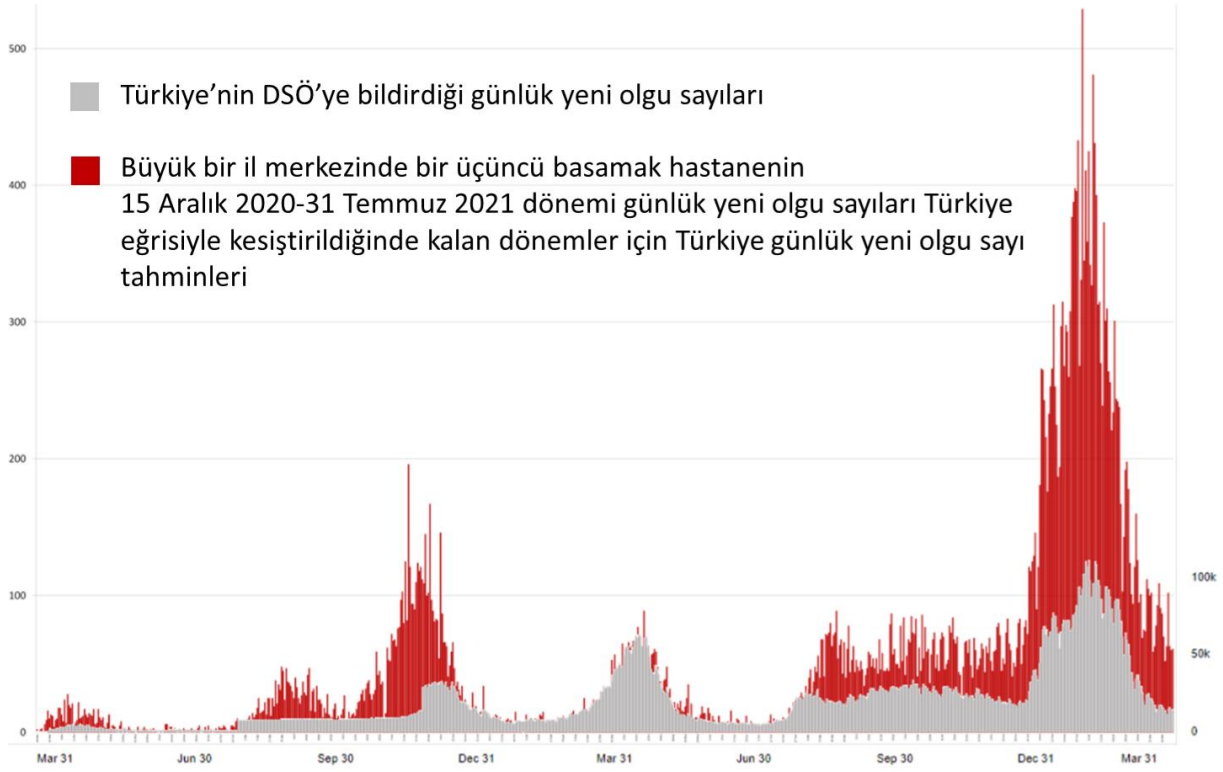 500
Türkiye’nin DSÖ’ye bildirdiği günlük yeni olgu sayıları
Büyük bir il merkezinde bir üçüncü basamak hastanenin
400
15 Aralık 2020-31 Temmuz 2021 dönemi günlük yeni olgu sayıları Türkiye
eğrisiyle kesiştirildiğinde kalan dönemler için Türkiye günlük yeni olgu sayı
tahminleri
300
200
100
100k
50k
0
0
Mar 31
Jun 30
Sep 30
Dec 31
Mar 31
Jun 30
Sep 30
Dec 31
Mar 31